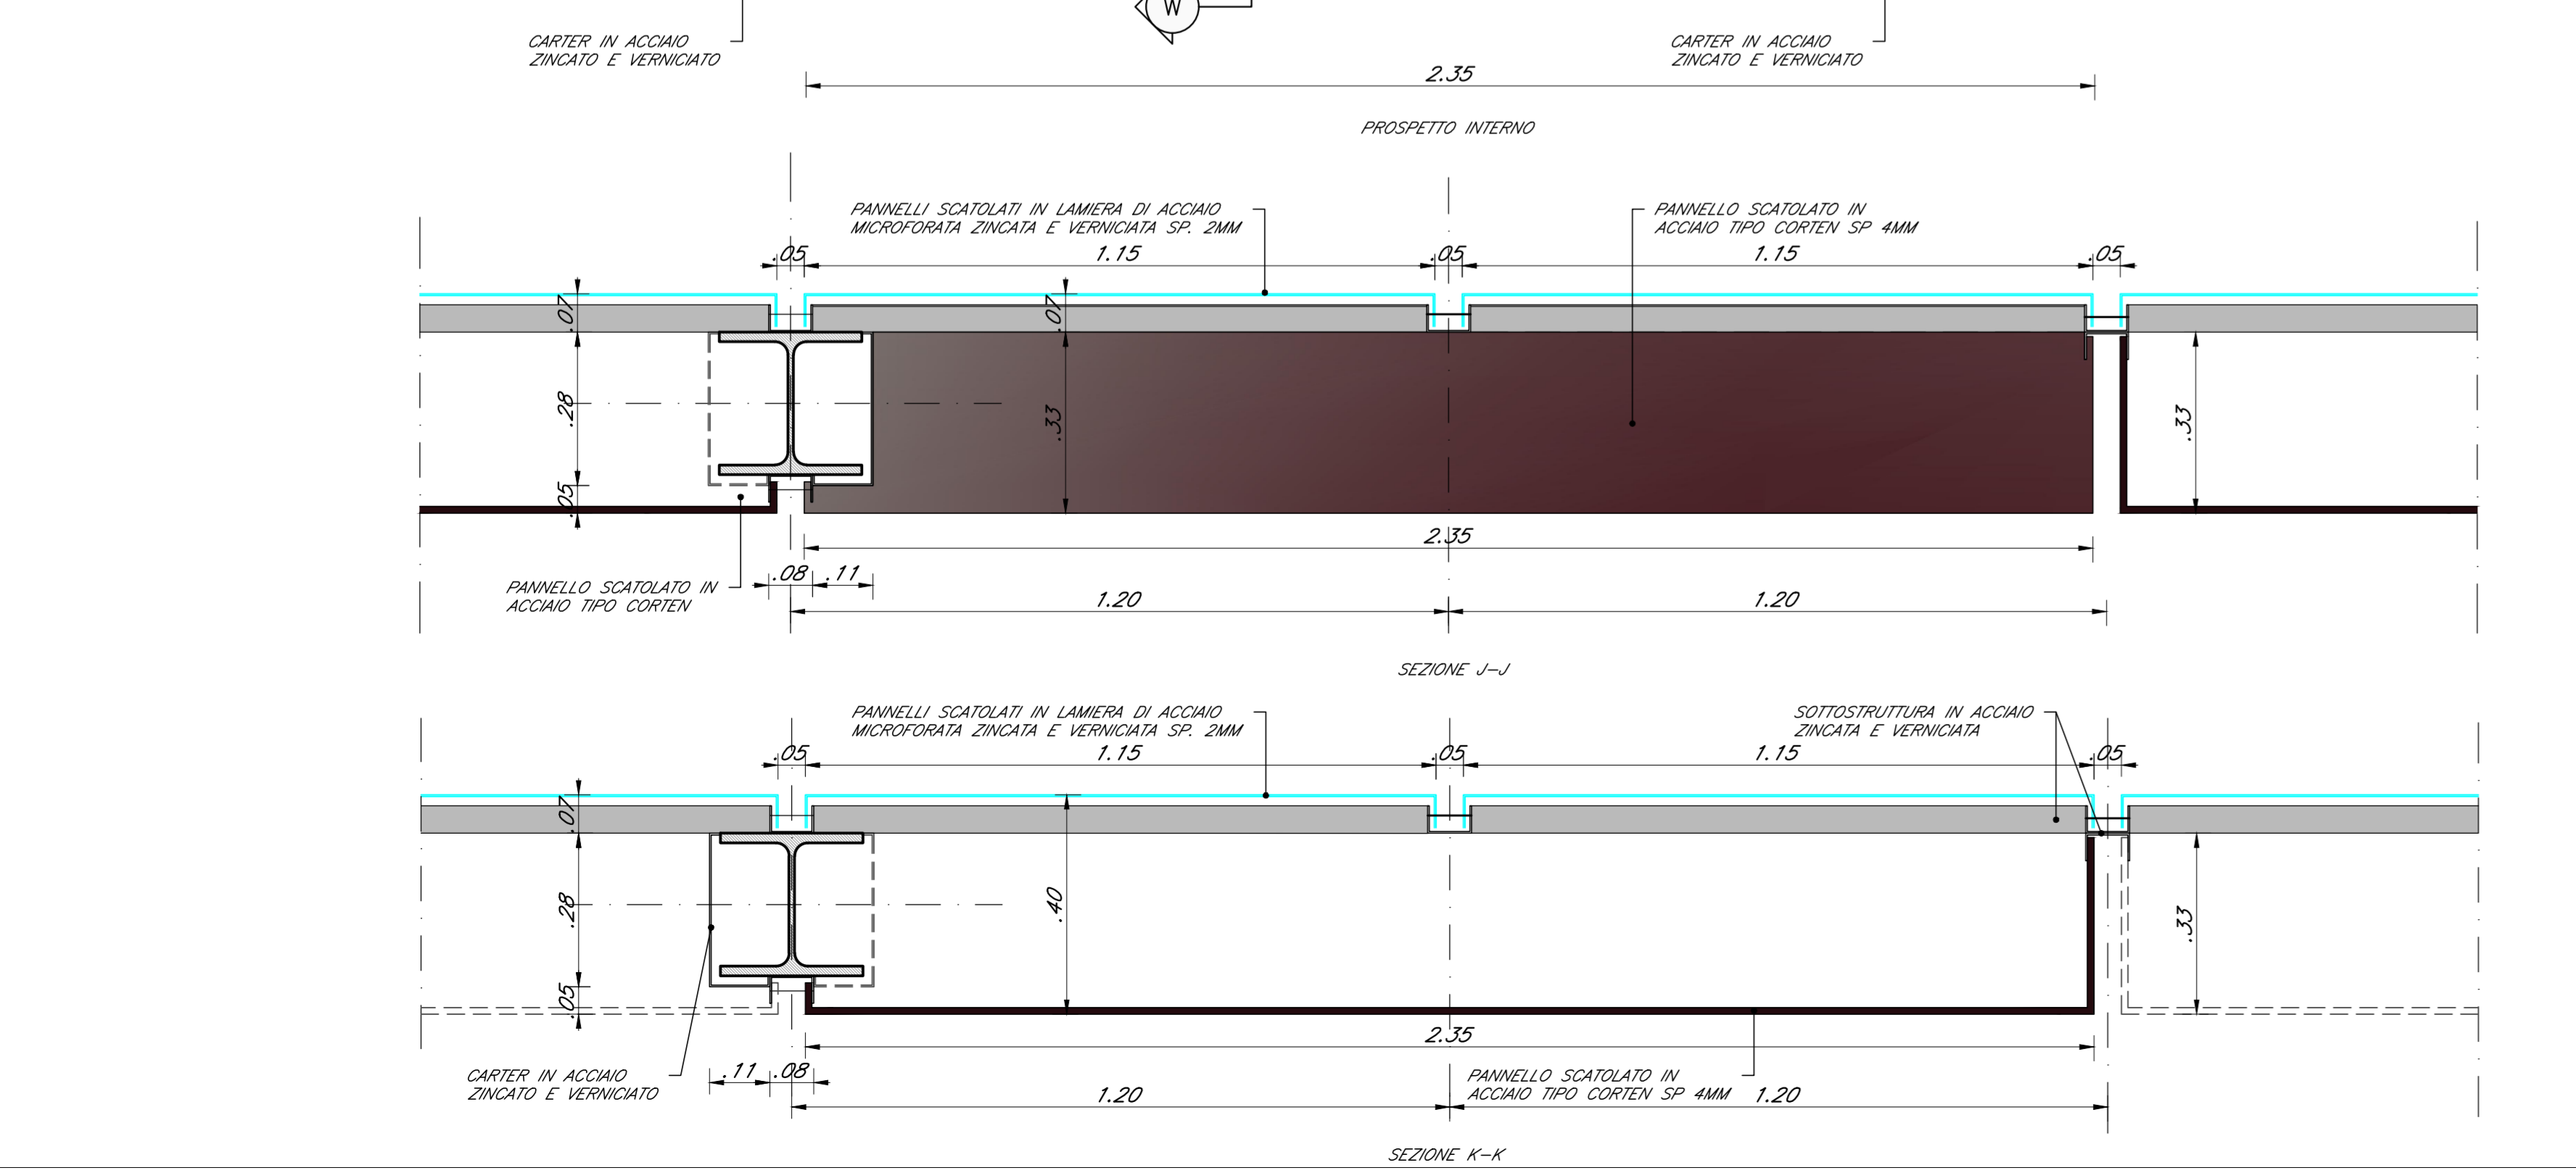 W
CARTER IN ACCIAIO
ZINCATO E VERNICIATO
CARTER IN ACCIAIO
ZINCATO E VERNICIATO
2.35
PROSPETTO INTERNO
PANNELLI SCATOLATI IN LAMIERA DI ACCIAIO
MICROFORATA ZINCATA E VERNICIATA SP. 2MM
PANNELLO SCATOLATO IN
ACCIAIO TIPO CORTEN SP 4MM
.05
1.15
.05
1.15
.05
.07
.07
.28
.33
.33
.05
2.35
PANNELLO SCATOLATO IN
ACCIAIO TIPO CORTEN
.08
.11
1.20
1.20
SEZIONE J-J
PANNELLI SCATOLATI IN LAMIERA DI ACCIAIO
MICROFORATA ZINCATA E VERNICIATA SP. 2MM
SOTTOSTRUTTURA IN ACCIAIO
ZINCATA E VERNICIATA
.05
1.15
.05
1.15
.05
.07
.28
.40
.33
.05
2.35
CARTER IN ACCIAIO
ZINCATO E VERNICIATO
.11
.08
1.20
PANNELLO SCATOLATO IN
ACCIAIO TIPO CORTEN SP 4MM
1.20
SEZIONE K-K